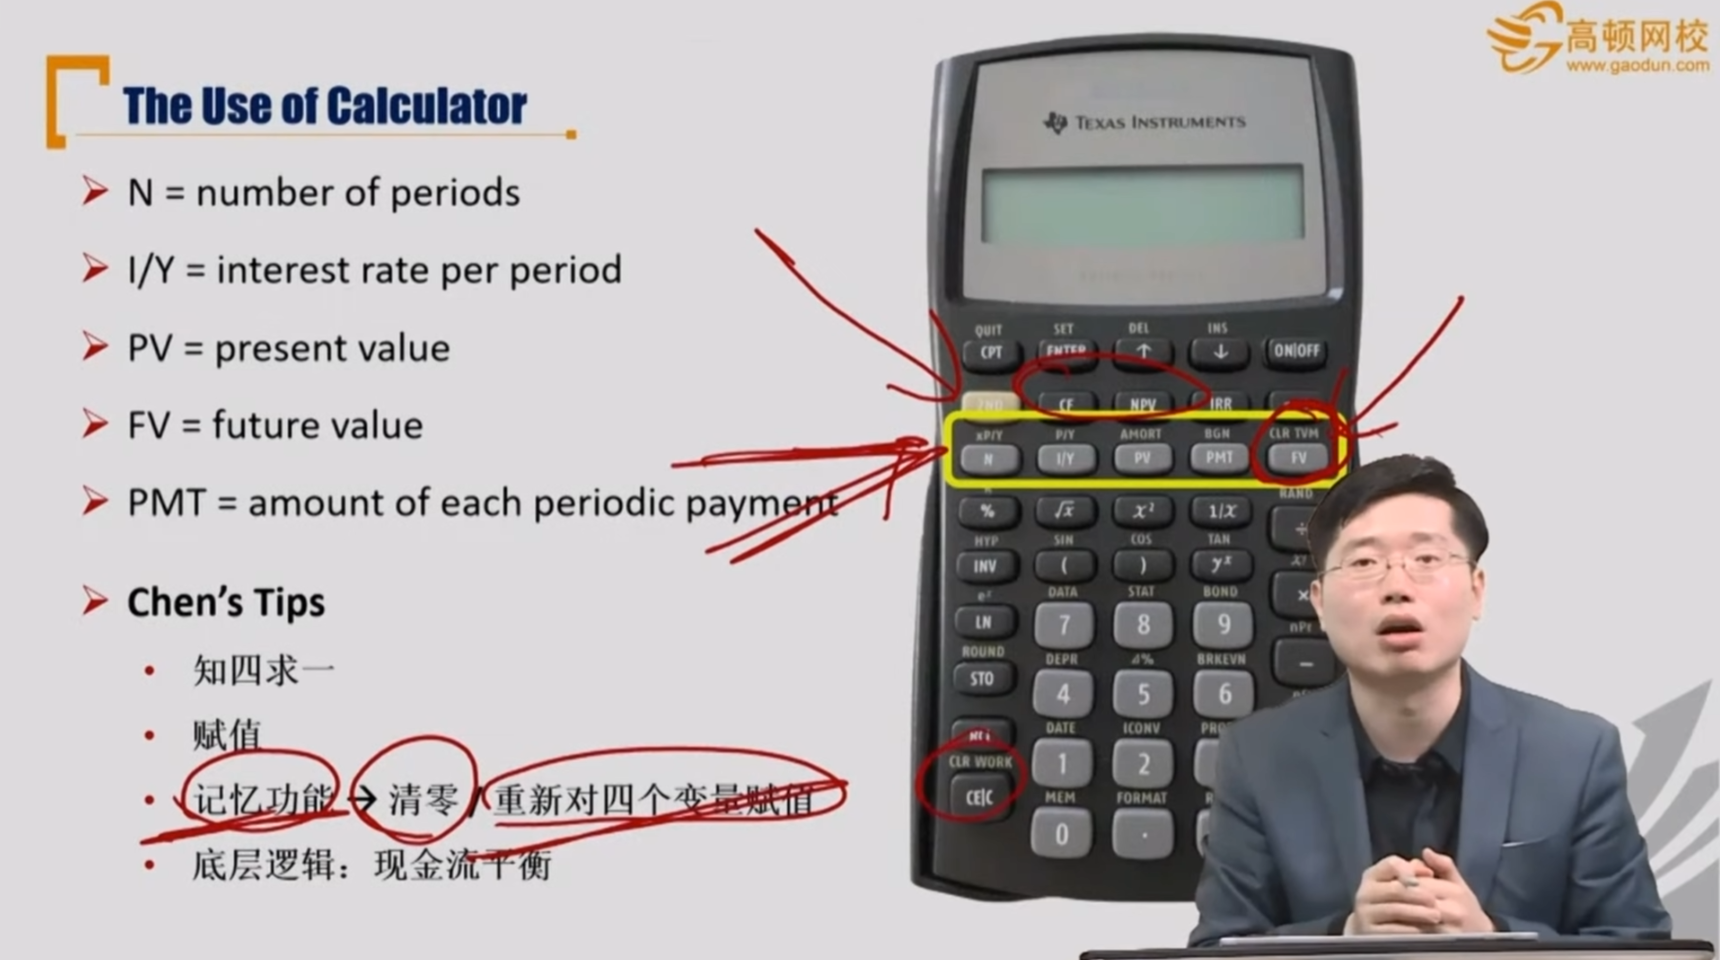 高顿网校
www.gaodun.com
The Use of Calculator
N = number of periods
I/Y = interest rate per period
PV = present value
FV = future value
PMT = amount of each periodic payment
Chen's Tips
知四求一
赋值
记忆功能 → 清零 / 重新对四个变量赋值
底层逻辑：现金流平衡
TEXAS INSTRUMENTS
QUIT SET DEL INS
CPT ENTER ↑ ↓ ON|OFF
2ND CF NPV IRR
xP/Y P/Y AMORT BGN CLR TVM
N I/Y PV PMT FV
RAND
% √x x² 1/x ÷
HYP SIN COS TAN
INV ( ) yˣ ×
eˣ DATA STAT BOND nPr
LN 7 8 9 −
ROUND DEPR Δ% BRKEVN
STO 4 5 6
DATE ICONV
1 2
CLR WORK MEM FORMAT
CE|C 0 .